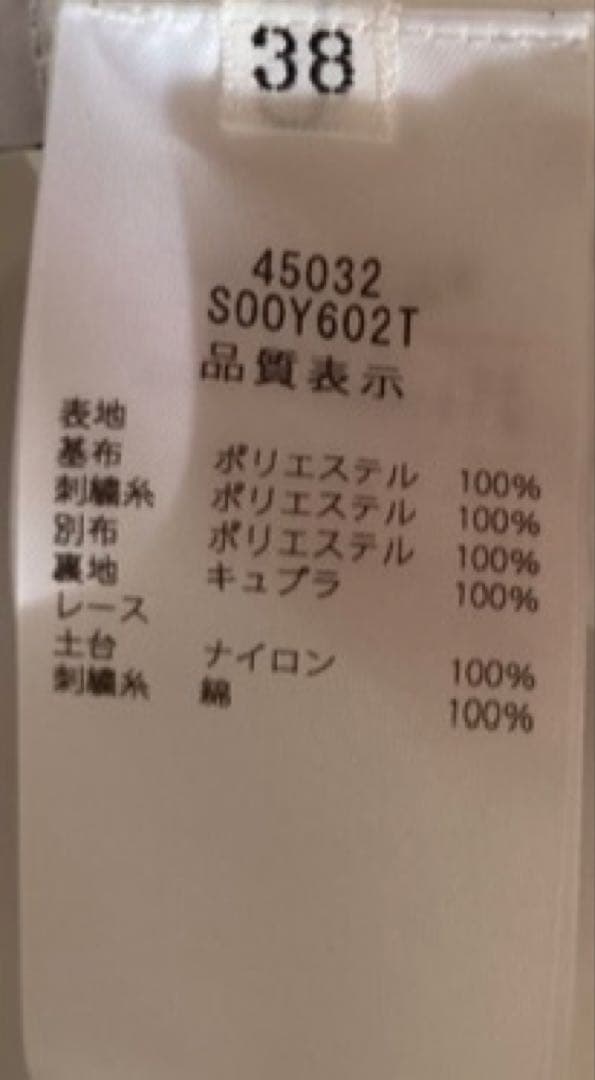 38
45032
S00Y602T
品質表示
表地
基布 ポリエステル 100%
刺繍糸 ポリエステル 100%
別布 ポリエステル 100%
裏地 キュプラ 100%
レース
土台 ナイロン 100%
刺繍糸 綿 100%